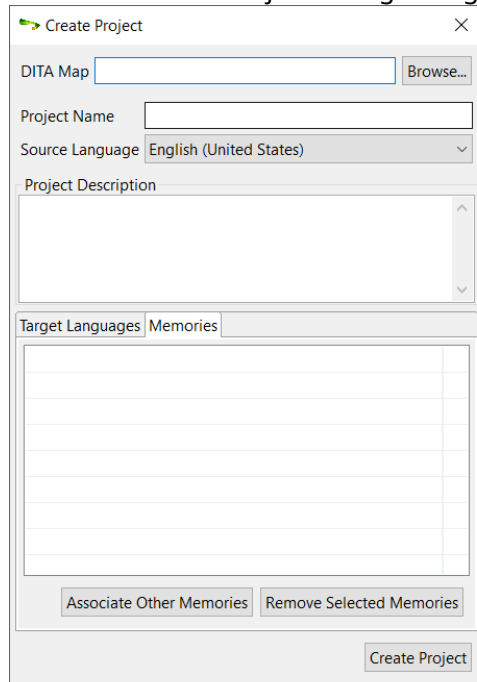 Create Project
DITA Map Browse...
Project Name
Source Language English (United States)
Project Description
Target Languages Memories
Associate Other Memories Remove Selected Memories
Create Project